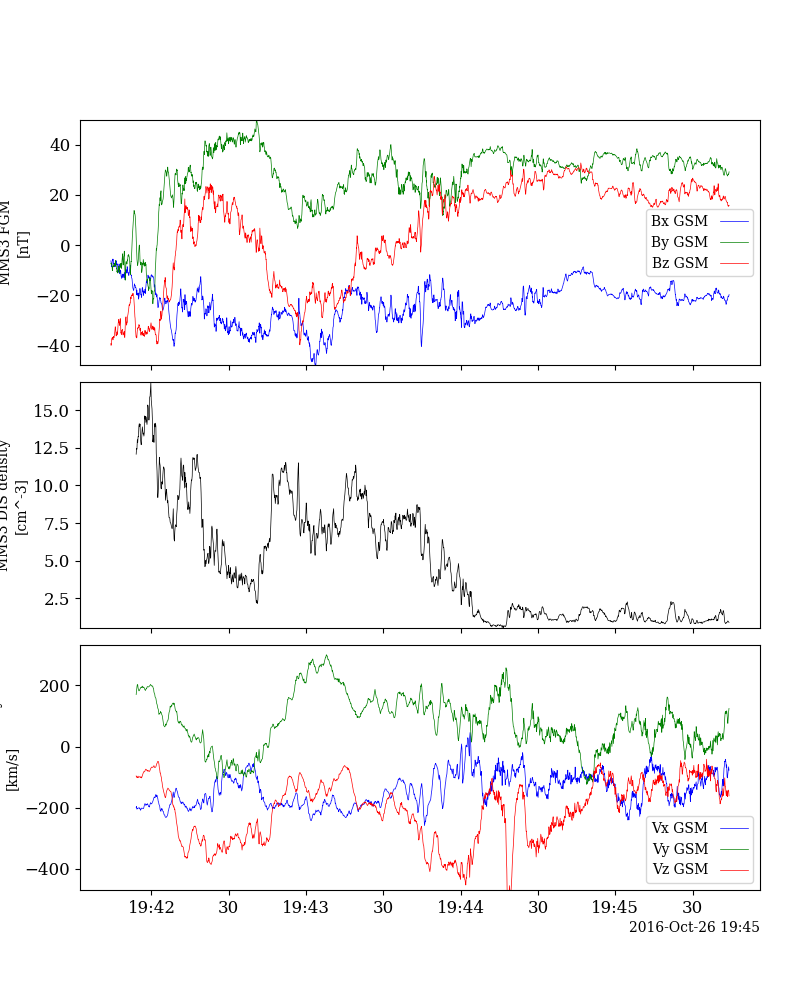 40
20
0
−20
−40
MMS3 FGM
[nT]
Bx GSM
By GSM
Bz GSM
15.0
12.5
10.0
7.5
5.0
2.5
MMS3 DIS density
[cm^-3]
200
0
−200
−400
[km/s]
Vx GSM
Vy GSM
Vz GSM
19:42
30
19:43
30
19:44
30
19:45
30
2016-Oct-26 19:45